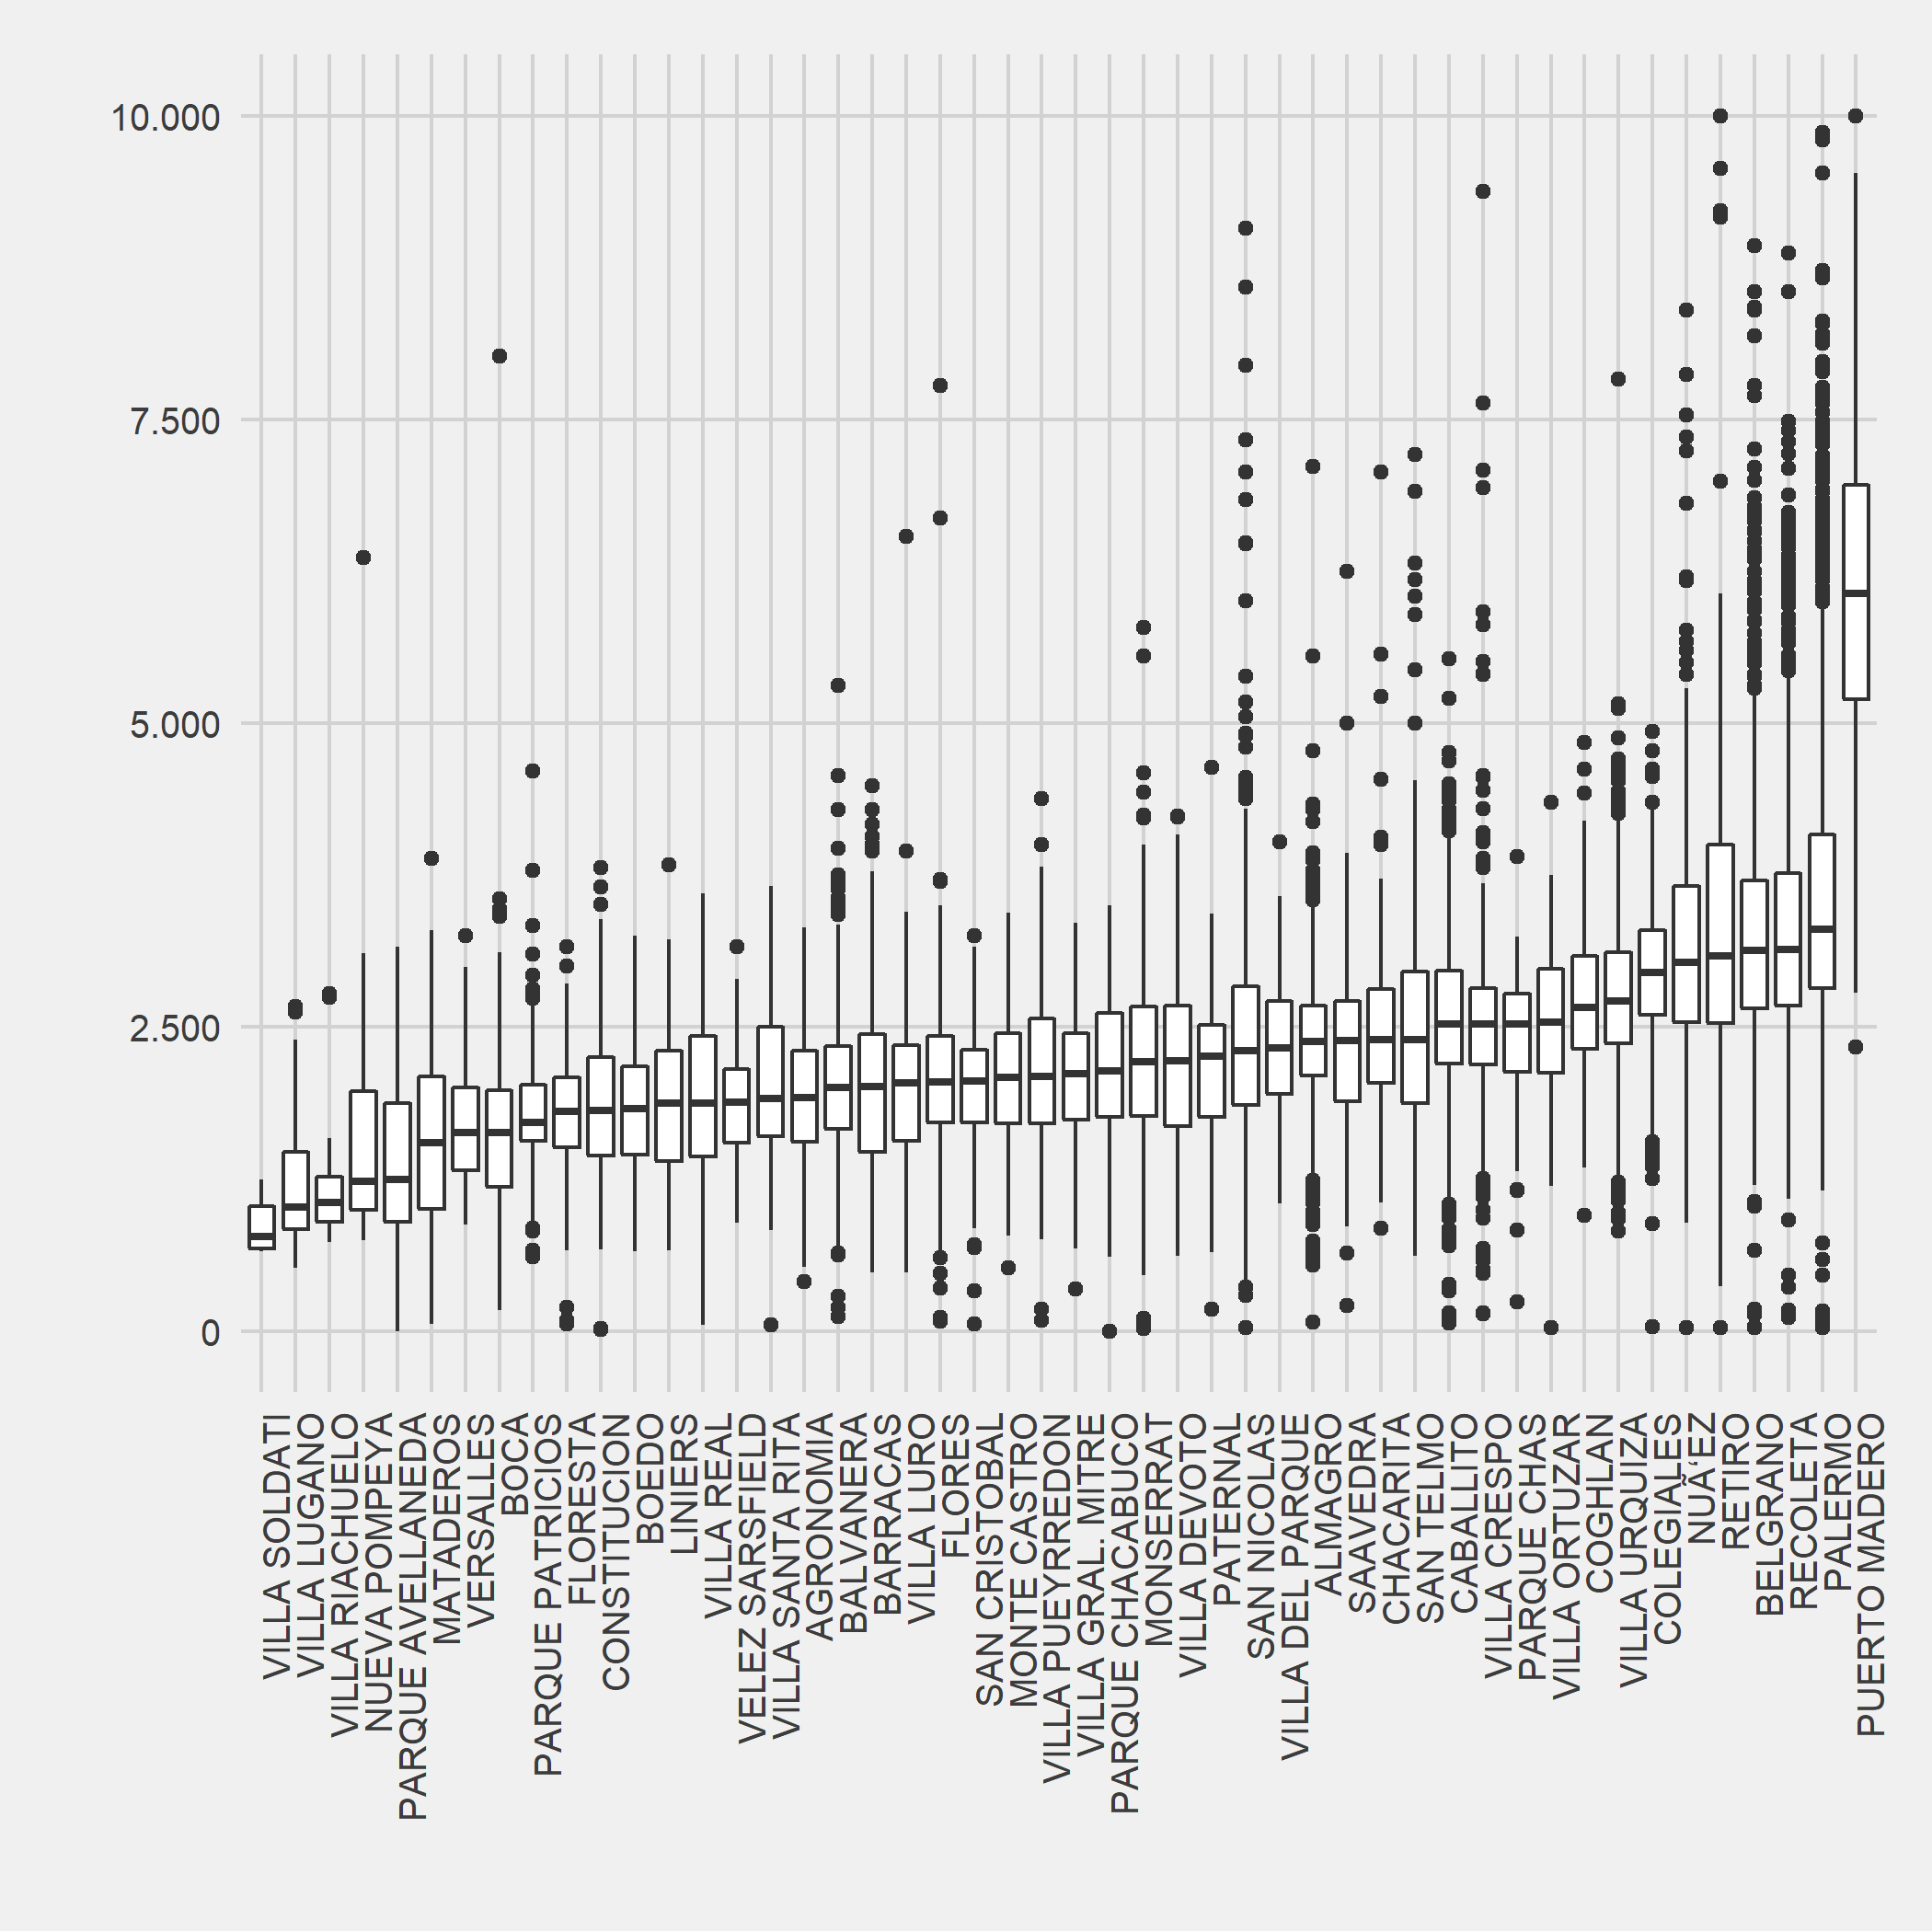 10.000
7.500
5.000
2.500
0
VILLA SOLDATI
VILLA LUGANO
VILLA RIACHUELO
NUEVA POMPEYA
PARQUE AVELLANEDA
MATADEROS
VERSALLES
BOCA
PARQUE PATRICIOS
FLORESTA
CONSTITUCION
BOEDO
LINIERS
VILLA REAL
VELEZ SARSFIELD
VILLA SANTA RITA
AGRONOMIA
BALVANERA
BARRACAS
VILLA LURO
FLORES
SAN CRISTOBAL
MONTE CASTRO
VILLA PUEYRREDON
VILLA GRAL. MITRE
PARQUE CHACABUCO
MONSERRAT
VILLA DEVOTO
PATERNAL
SAN NICOLAS
VILLA DEL PARQUE
ALMAGRO
SAAVEDRA
CHACARITA
SAN TELMO
CABALLITO
VILLA CRESPO
PARQUE CHAS
VILLA ORTUZAR
COGHLAN
VILLA URQUIZA
COLEGIALES
NUÃ‘EZ
RETIRO
BELGRANO
RECOLETA
PALERMO
PUERTO MADERO